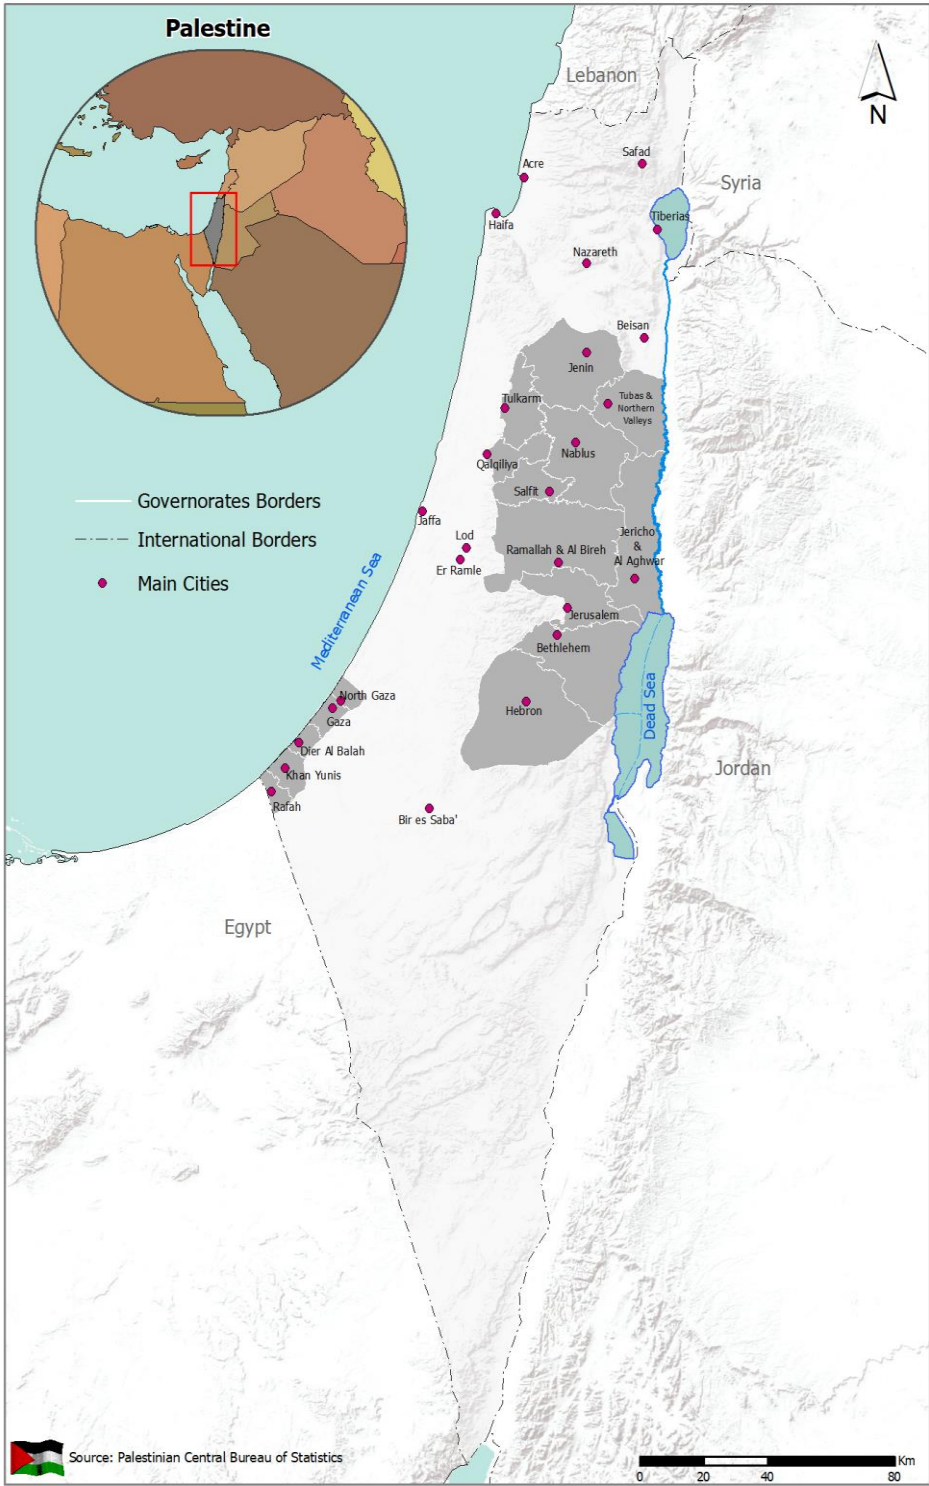 Palestine
Lebanon
N
Safad
Acre
Syria
Haifa
Tiberias
Nazareth
Beisan
Jenin
Tulkarm
Tubas &
Northern
Valleys
Nablus
Qalqiliya
Salfit
Governorates Borders
Jaffa
International Borders
Lod
Er Ramle
Ramallah & Al Bireh
Jericho
&
Al Aghwar
Main Cities
Mediterranean Sea
Jerusalem
Bethlehem
North Gaza
Gaza
Hebron
Dead Sea
Dier Al Balah
Khan Yunis
Jordan
Rafah
Bir es Saba'
Egypt
Source: Palestinian Central Bureau of Statistics
Km
0 20 40 80